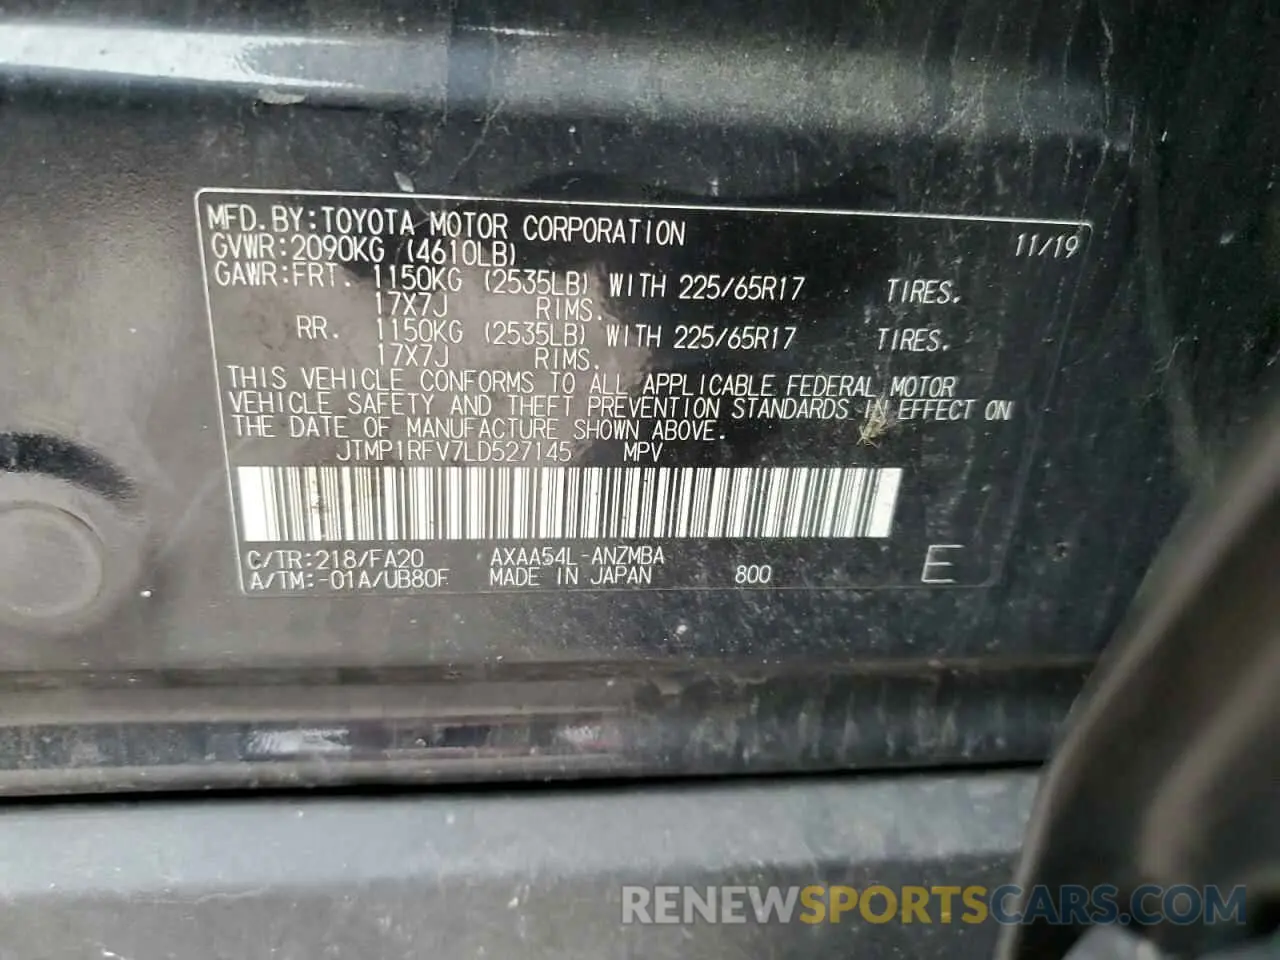 MFD.BY:TOYOTA MOTOR CORPORATION 11/19
GVWR:2090KG (4610LB)
GAWR:FRT. 1150KG (2535LB) WITH 225/65R17 TIRES.
17X7J RIMS.
RR. 1150KG (2535LB) WITH 225/65R17 TIRES.
17X7J RIMS.
THIS VEHICLE CONFORMS TO ALL APPLICABLE FEDERAL MOTOR
VEHICLE SAFETY AND THEFT PREVENTION STANDARDS IN EFFECT ON
THE DATE OF MANUFACTURE SHOWN ABOVE.
JTMP1RFV7LD527145 MPV
C/TR:218/FA20 AXAA54L-ANZMBA
A/TM:-01A/UB80F MADE IN JAPAN 800 E
RENEWSPORTSCARS.COM